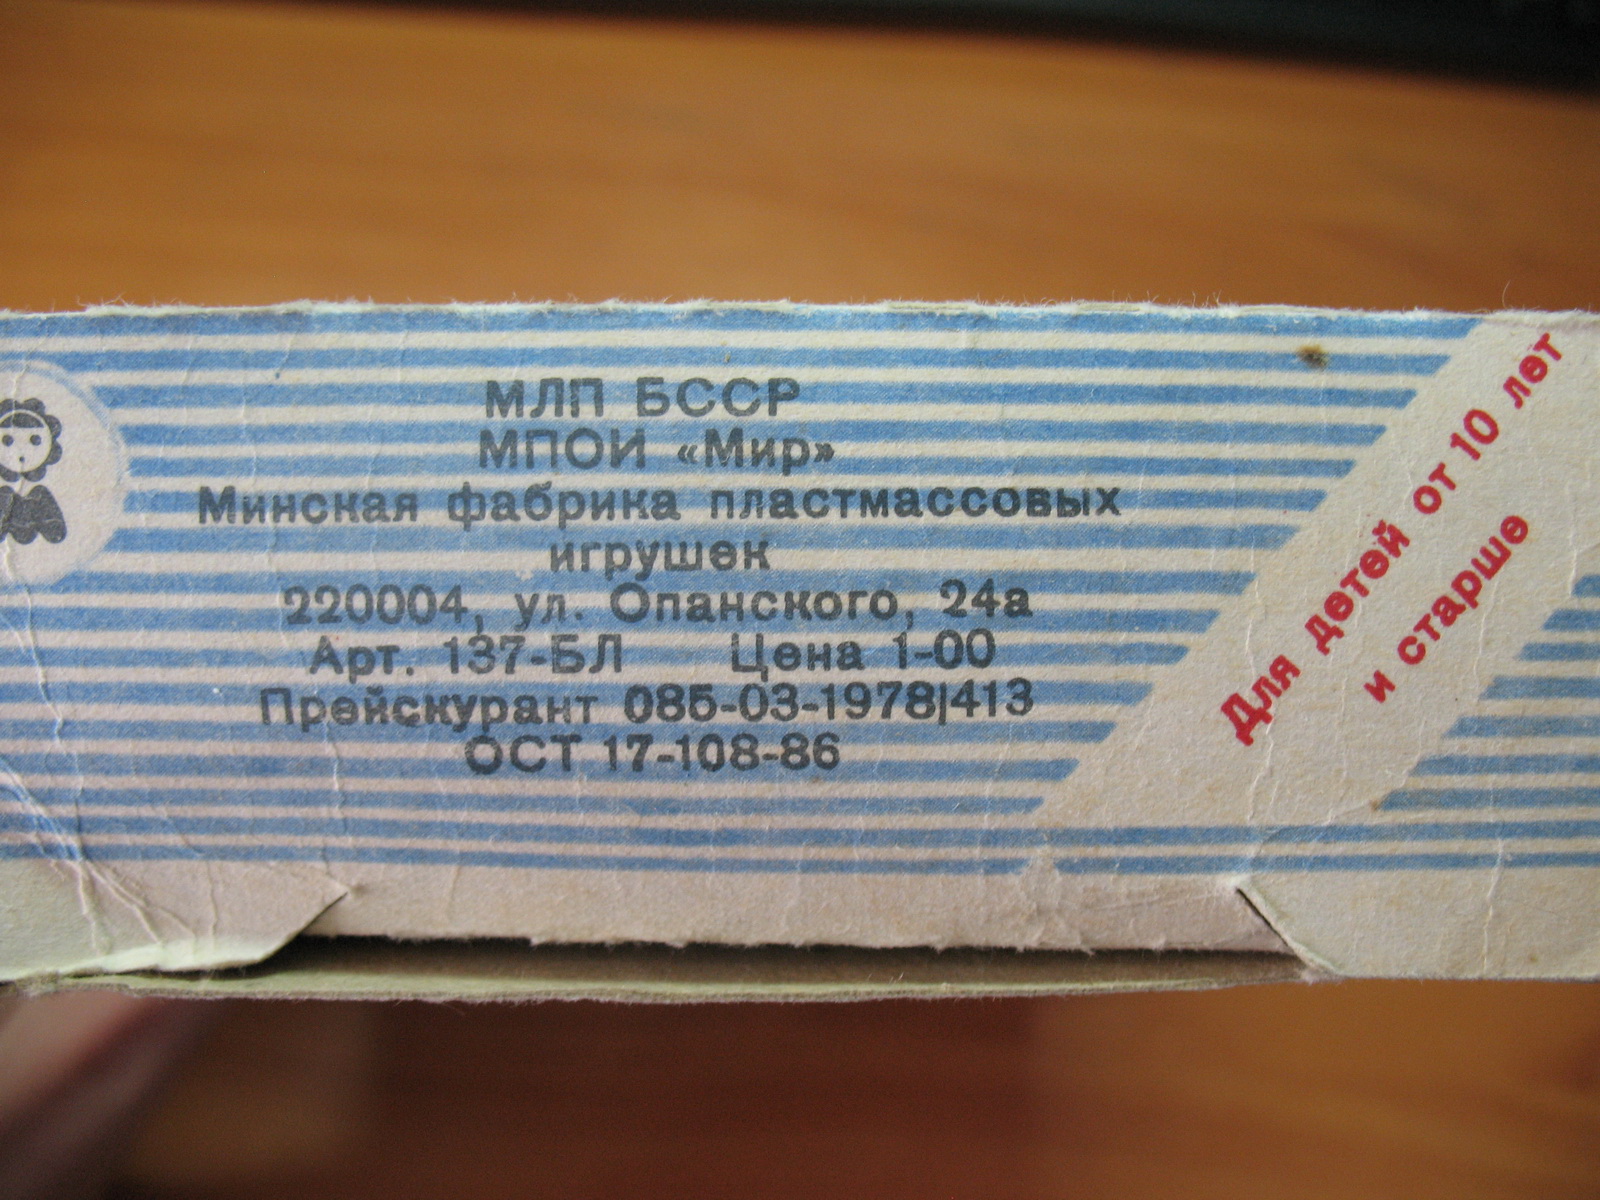 МЛП БССР
МПОИ «Мир»
Минская фабрика пластмассовых
игрушек
220004, ул. Опанского, 24а
Арт. 137-БЛ Цена 1-00
Прейскурант 085-03-1978|413
ОСТ 17-108-86
Для детей от 10 лет
и старше